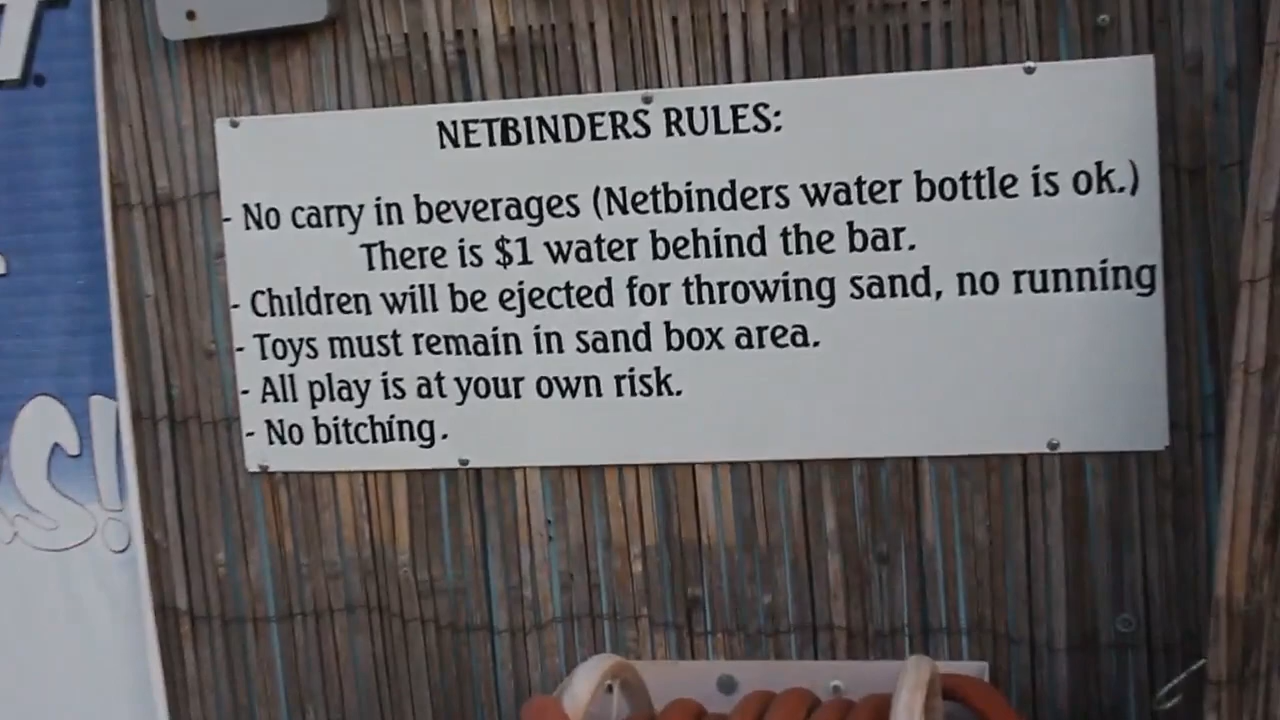 NETBINDERS RULES:
- No carry in beverages (Netbinders water bottle is ok.)
There is $1 water behind the bar.
- Children will be ejected for throwing sand, no running
- Toys must remain in sand box area.
- All play is at your own risk.
- No bitching.
S!